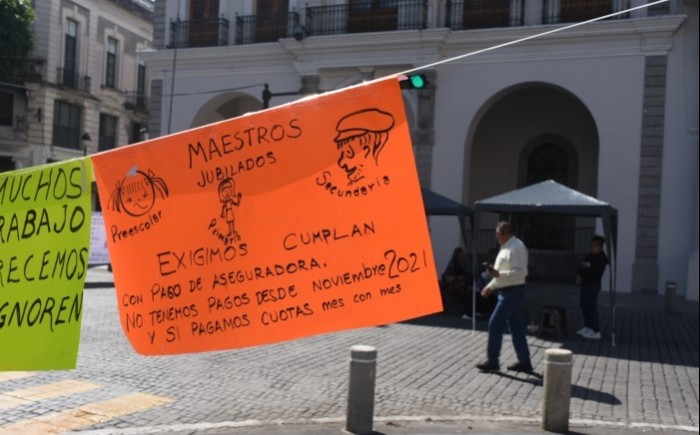 MUCHOS
RABAJO
RECEMOS
GNOREN
MAESTROS
JUBILADOS
Preescolar
Primaria
Secundaria
EXIGIMOS CUMPLAN
CON PAGO DE ASEGURADORA.
NO TENEMOS PAGOS DESDE NOVIEMBRE 2021
Y SI PAGAMOS CUOTAS mes con mes